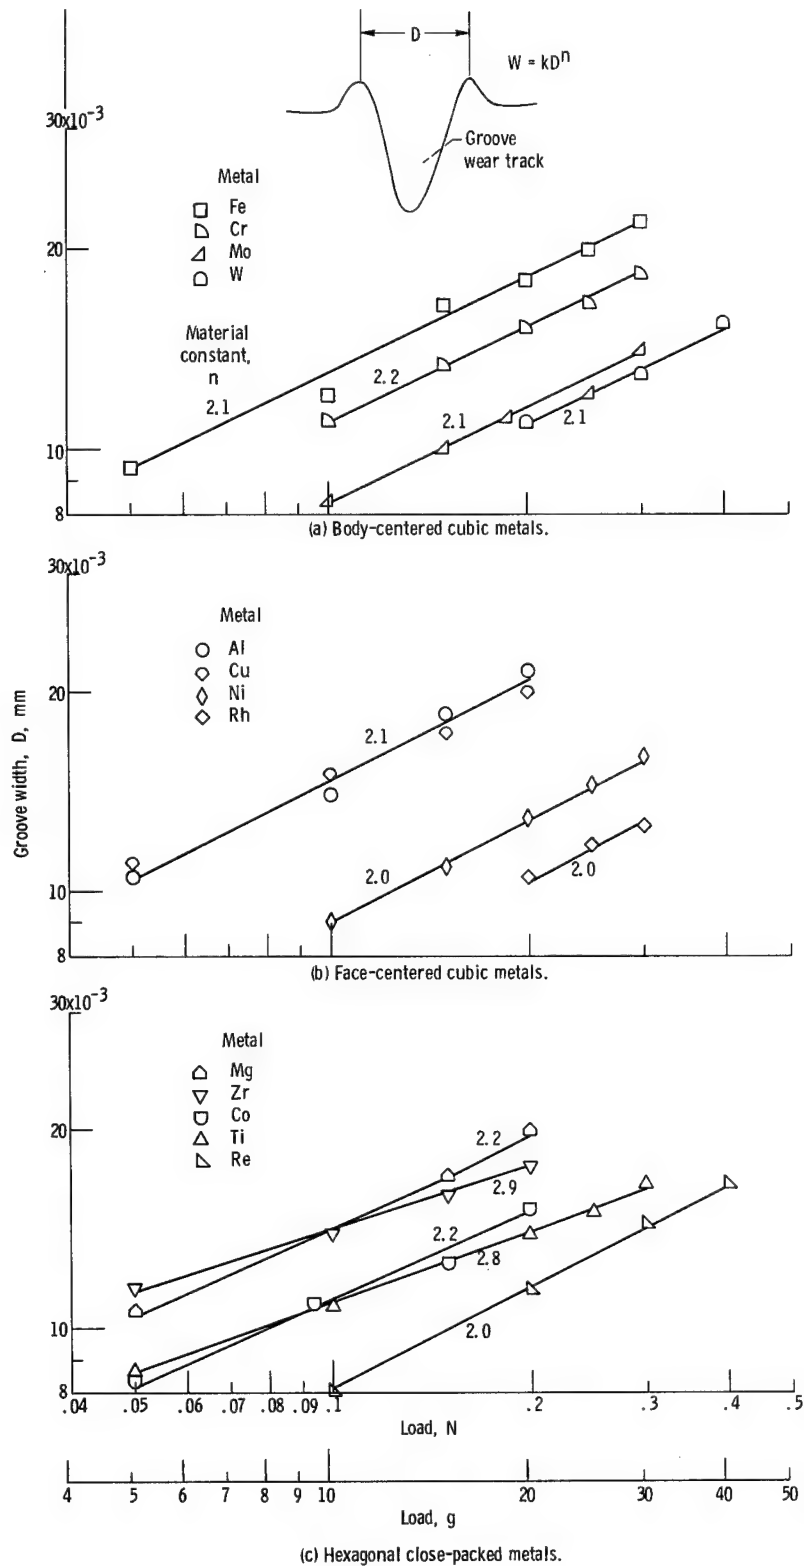 D
W = kDⁿ
30x10⁻³
Groove
wear track
Metal
Fe
Cr
Mo
W
20
Material
constant,
n
2.1
2.2
2.1
2.1
10
8
(a) Body-centered cubic metals.
30x10⁻³
Metal
Al
Cu
Ni
Rh
20
2.1
Groove width, D, mm
2.0
2.0
10
8
(b) Face-centered cubic metals.
30x10⁻³
Metal
Mg
Zr
Co
Ti
Re
20
2.2
2.9
2.2
2.8
10
2.0
8
.04 .05 .06 .07 .08 .09 .1 .2 .3 .4 .5
Load, N
4 5 6 7 8 9 10 20 30 40 50
Load, g
(c) Hexagonal close-packed metals.